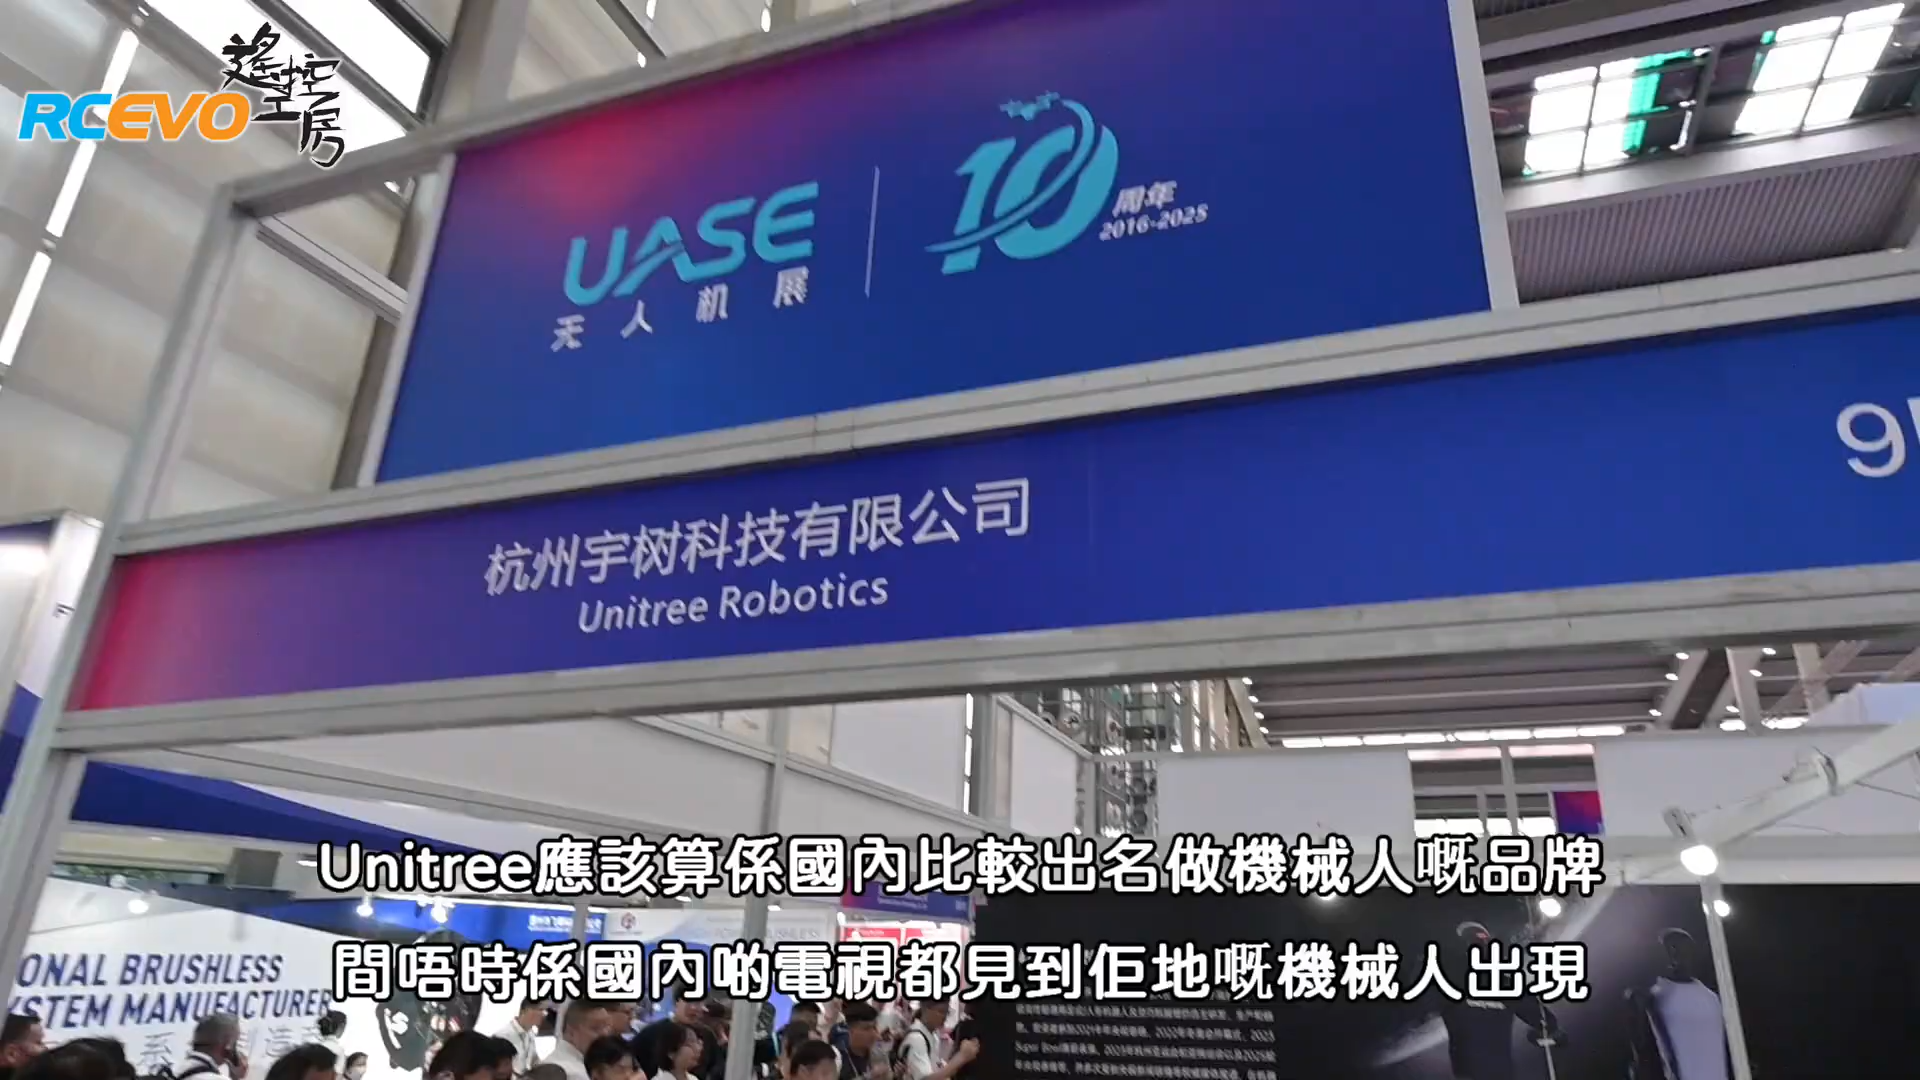 遙控工房
RCEVO
UASE
无人机展
10
周年
2016-2025
9
杭州宇树科技有限公司
Unitree Robotics
Unitree應該算係國內比較出名做機械人嘅品牌
間唔時係國內啲電視都見到佢地嘅機械人出現
ONAL BRUSHLESS
YSTEM MANUFACTURER